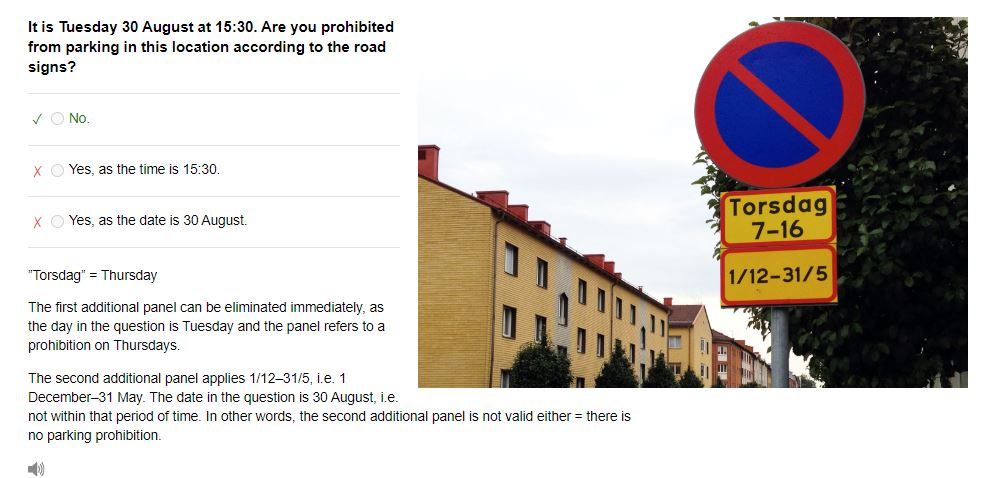 It is Tuesday 30 August at 15:30. Are you prohibited
from parking in this location according to the road
signs?
No.
Yes, as the time is 15:30.
Yes, as the date is 30 August.
"Torsdag" = Thursday
The first additional panel can be eliminated immediately, as
the day in the question is Tuesday and the panel refers to a
prohibition on Thursdays.
The second additional panel applies 1/12–31/5, i.e. 1
December–31 May. The date in the question is 30 August, i.e.
not within that period of time. In other words, the second additional panel is not valid either = there is
no parking prohibition.
Torsdag
7-16
1/12-31/5